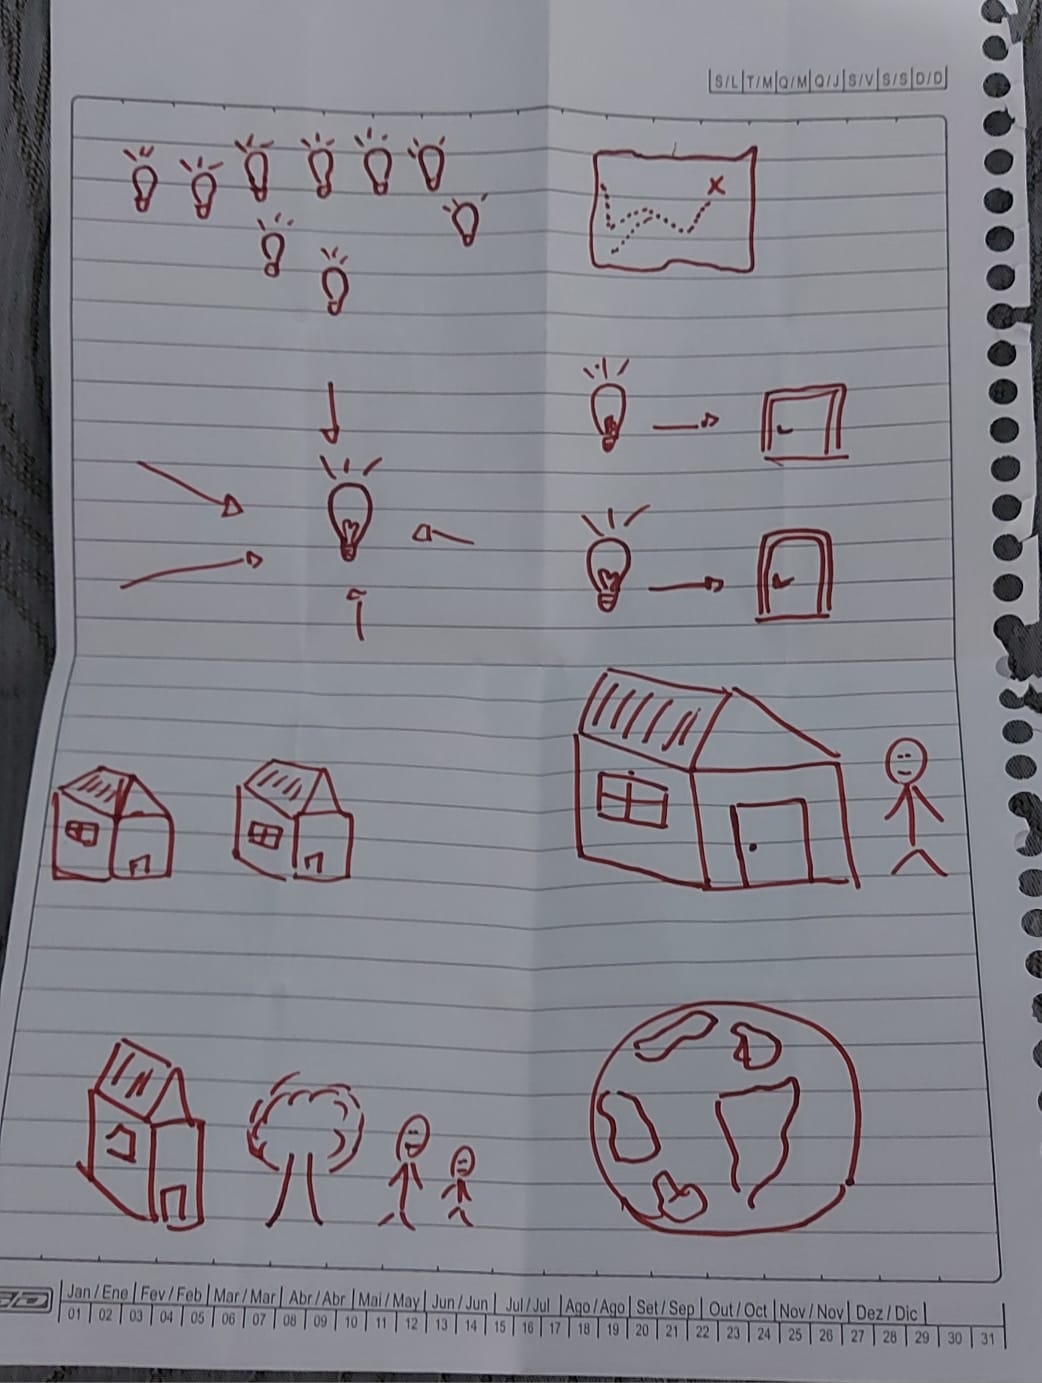 S/L T/M Q/M Q/J S/V S/S D/D
X
Jan/Ene Fev/Feb Mar/Mar Abr/Abr Mai/May Jun/Jun Jul/Jul Ago/Ago Set/Sep Out/Oct Nov/Nov Dez/Dic
01 02 03 04 05 06 07 08 09 10 11 12 13 14 15 16 17 18 19 20 21 22 23 24 25 26 27 28 29 30 31